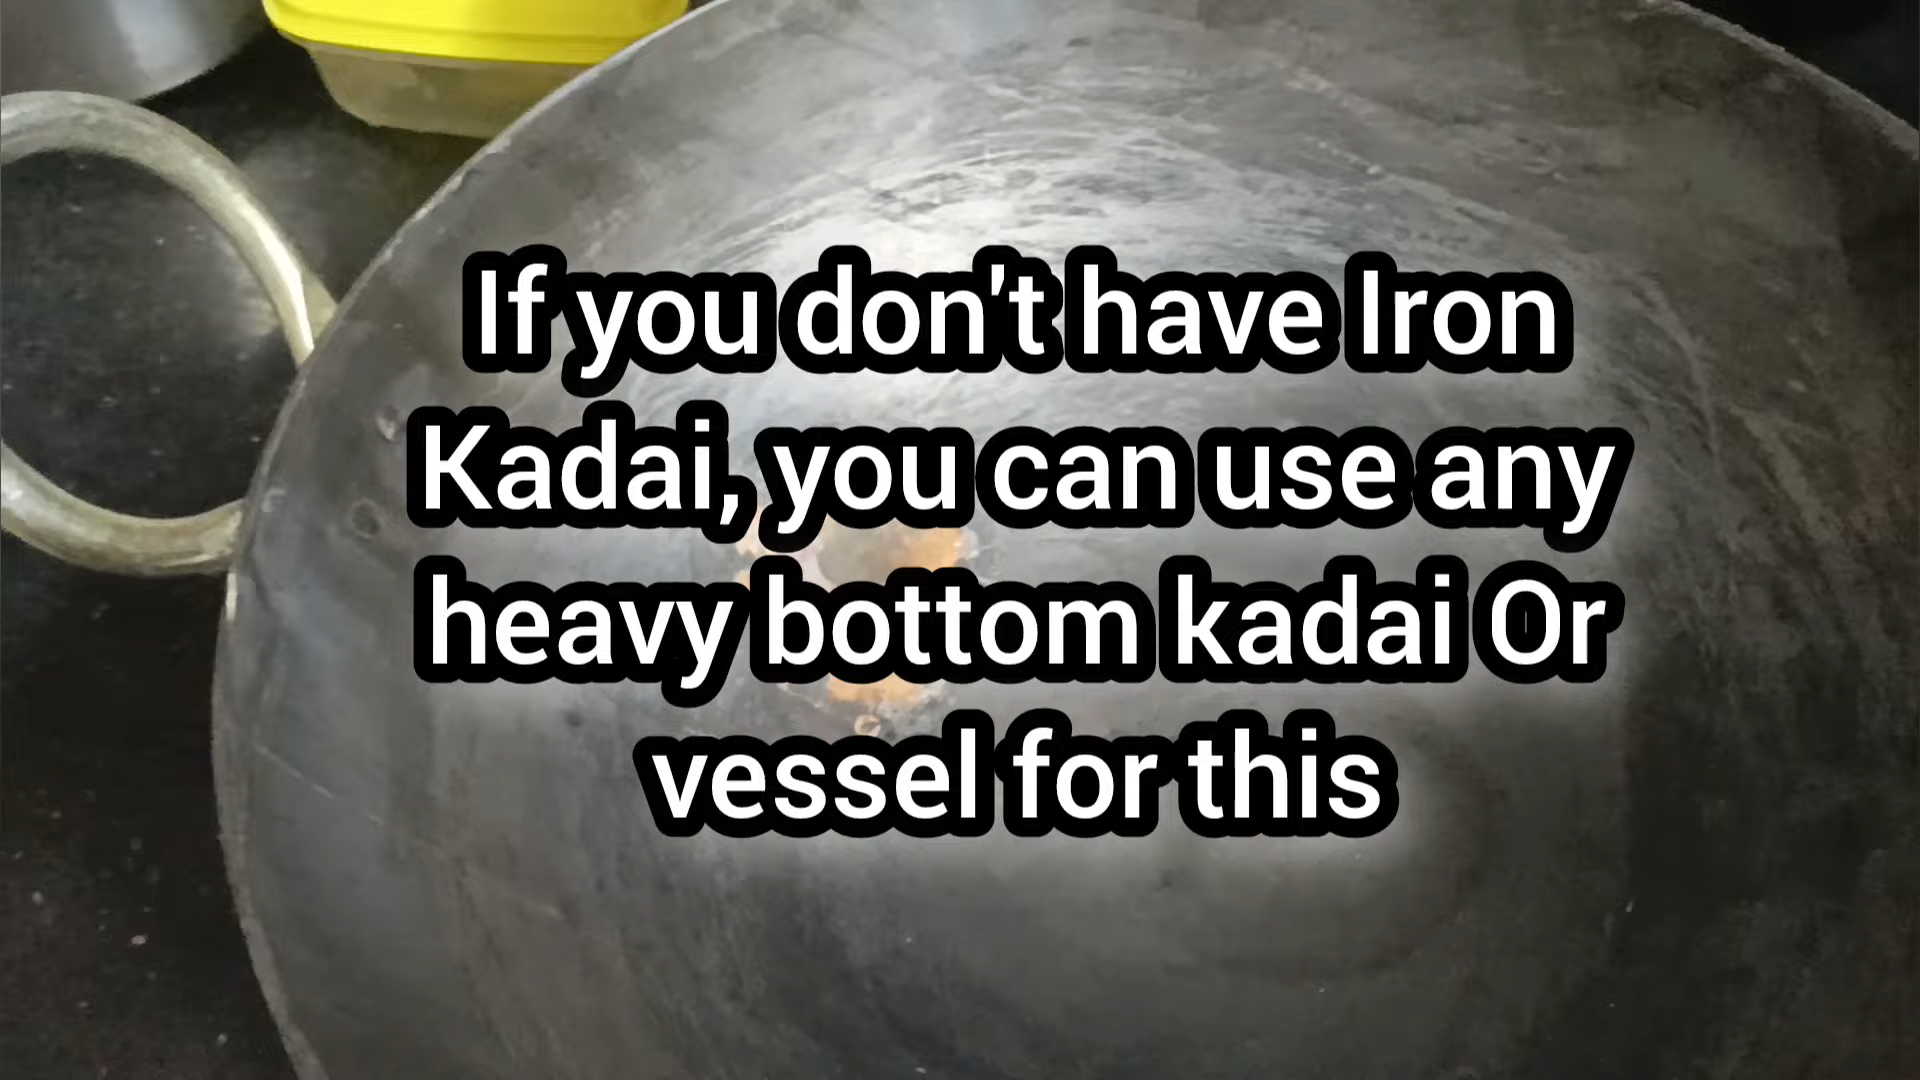 If you don't have Iron
Kadai, you can use any
heavy bottom kadai Or
vessel for this